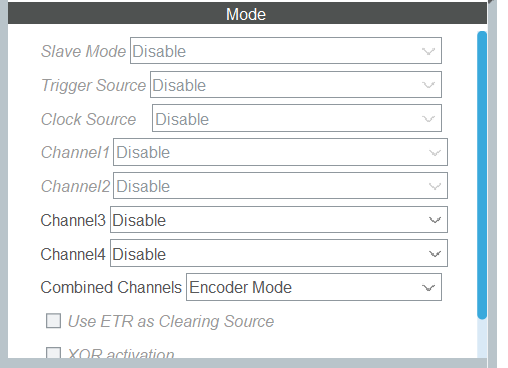 Mode
Slave Mode Disable
Trigger Source Disable
Clock Source Disable
Channel1 Disable
Channel2 Disable
Channel3 Disable
Channel4 Disable
Combined Channels Encoder Mode
Use ETR as Clearing Source
XOR activation